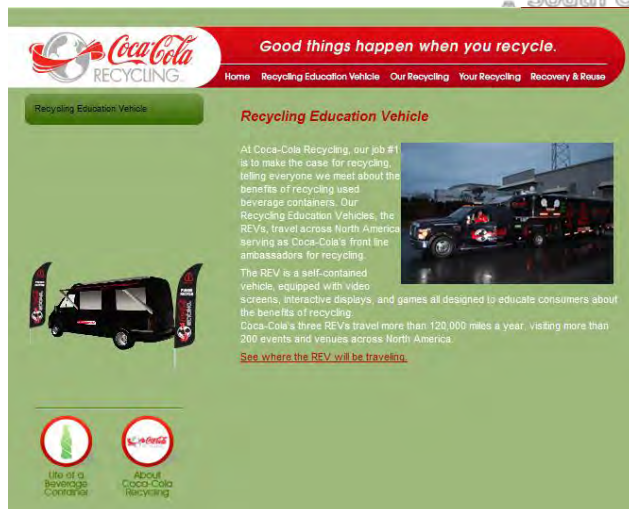 Coca-Cola
RECYCLING
Good things happen when you recycle.
Home Recycling Education Vehicle Our Recycling Your Recycling Recovery & Reuse
Recycling Education Vehicle
Recycling Education Vehicle
At Coca-Cola Recycling, our job #1
is to make the case for recycling,
telling everyone we meet about the
benefits of recycling used
beverage containers. Our
Recycling Education Vehicles, the
REVs, travel across North America
serving as Coca-Cola's front line
ambassadors for recycling.
The REV is a self-contained
vehicle, equipped with video
screens, interactive displays, and games all designed to educate consumers about
the benefits of recycling.
Coca-Cola's three REVs travel more than 120,000 miles a year, visiting more than
200 events and venues across North America.
See where the REV will be traveling.
Life of a
Beverage
Container
About
Coca-Cola
Recycling